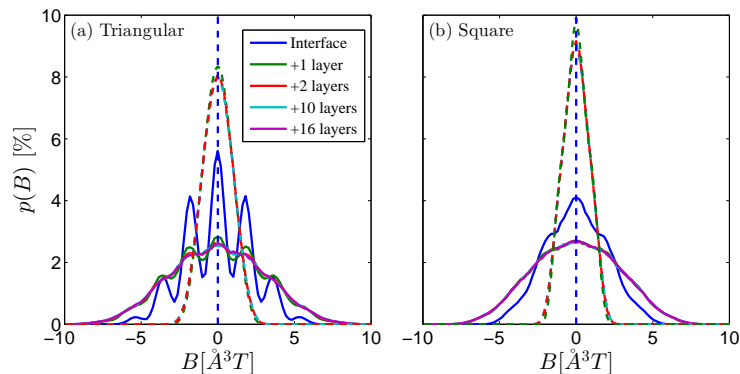 (a) Triangular
(b) Square
Interface
+1 layer
+2 layers
+10 layers
+16 layers
p(B) [%]
10
8
6
4
2
0
−10 −5 0 5 10
−10 −5 0 5 10
B[Å³T]
B[Å³T]